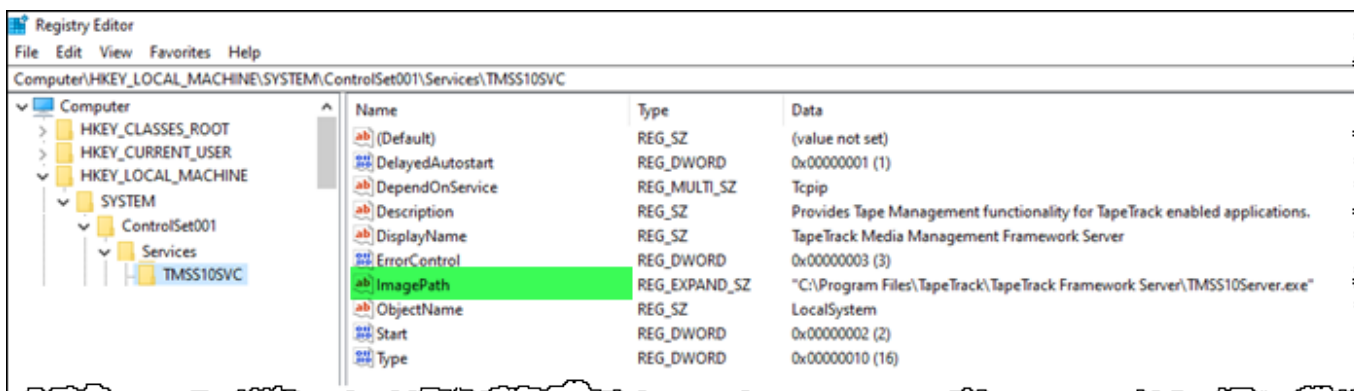 Registry Editor
File Edit View Favorites Help
Computer\HKEY_LOCAL_MACHINE\SYSTEM\ControlSet001\Services\TMSS10SVC
Computer
HKEY_CLASSES_ROOT
HKEY_CURRENT_USER
HKEY_LOCAL_MACHINE
SYSTEM
ControlSet001
Services
TMSS10SVC
Name Type Data
(Default) REG_SZ (value not set)
DelayedAutostart REG_DWORD 0x00000001 (1)
DependOnService REG_MULTI_SZ Tcpip
Description REG_SZ Provides Tape Management functionality for TapeTrack enabled applications.
DisplayName REG_SZ TapeTrack Media Management Framework Server
ErrorControl REG_DWORD 0x00000003 (3)
ImagePath REG_EXPAND_SZ "C:\Program Files\TapeTrack\TapeTrack Framework Server\TMSS10Server.exe"
ObjectName REG_SZ LocalSystem
Start REG_DWORD 0x00000002 (2)
Type REG_DWORD 0x00000010 (16)